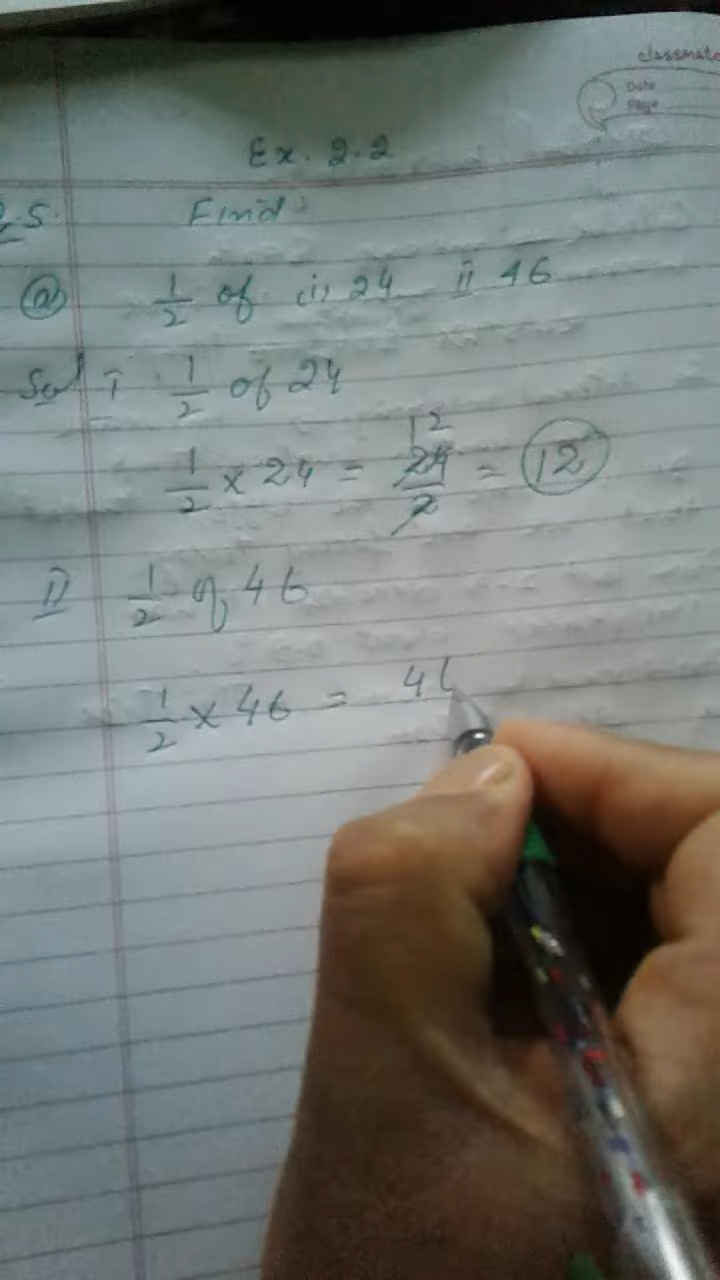 classmate
Date
Page
Ex. 2.2
Q.5. Find:
(a) 1/2 of (i) 24 II 46
Sol I 1/2 of 24
1/2 × 24 = 24/2 12 = 12
II 1/2 of 46
1/2 × 46 = 46